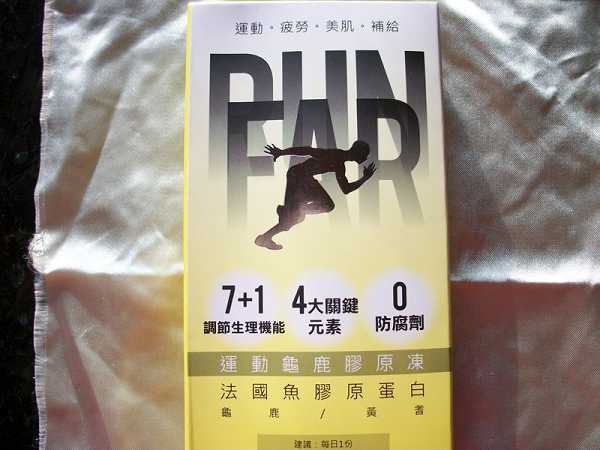 運動・疲勞・美肌・補給
RUN
FAR
7+1 4大關鍵 0
調節生理機能 元素 防腐劑
運動龜鹿膠原凍
法國魚膠原蛋白
龜鹿/黃耆
建議：每日1份